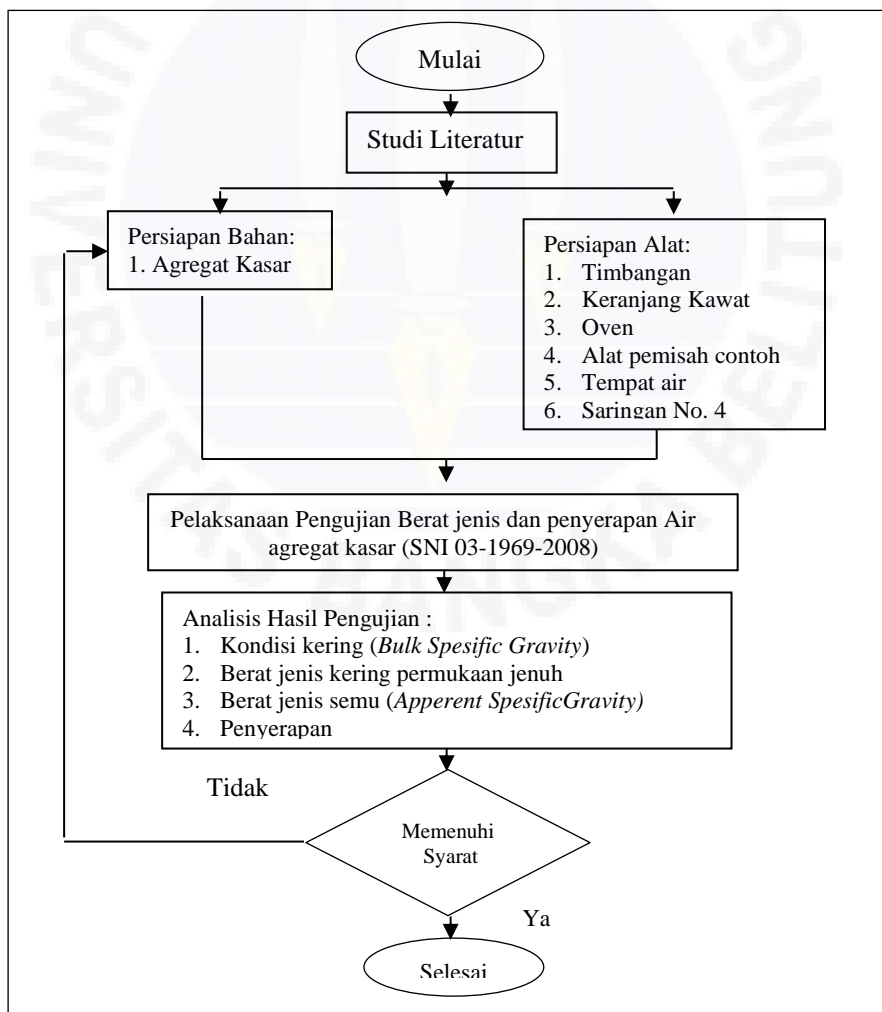 UNIVERSITAS BANGKA BELITUNG
Mulai
Studi Literatur
Persiapan Bahan:
1. Agregat Kasar
Persiapan Alat:
1. Timbangan
2. Keranjang Kawat
3. Oven
4. Alat pemisah contoh
5. Tempat air
6. Saringan No. 4
Pelaksanaan Pengujian Berat jenis dan penyerapan Air
agregat kasar (SNI 03-1969-2008)
Analisis Hasil Pengujian :
1. Kondisi kering (Bulk Spesific Gravity)
2. Berat jenis kering permukaan jenuh
3. Berat jenis semu (Apperent SpesificGravity)
4. Penyerapan
Tidak
Memenuhi
Syarat
Ya
Selesai